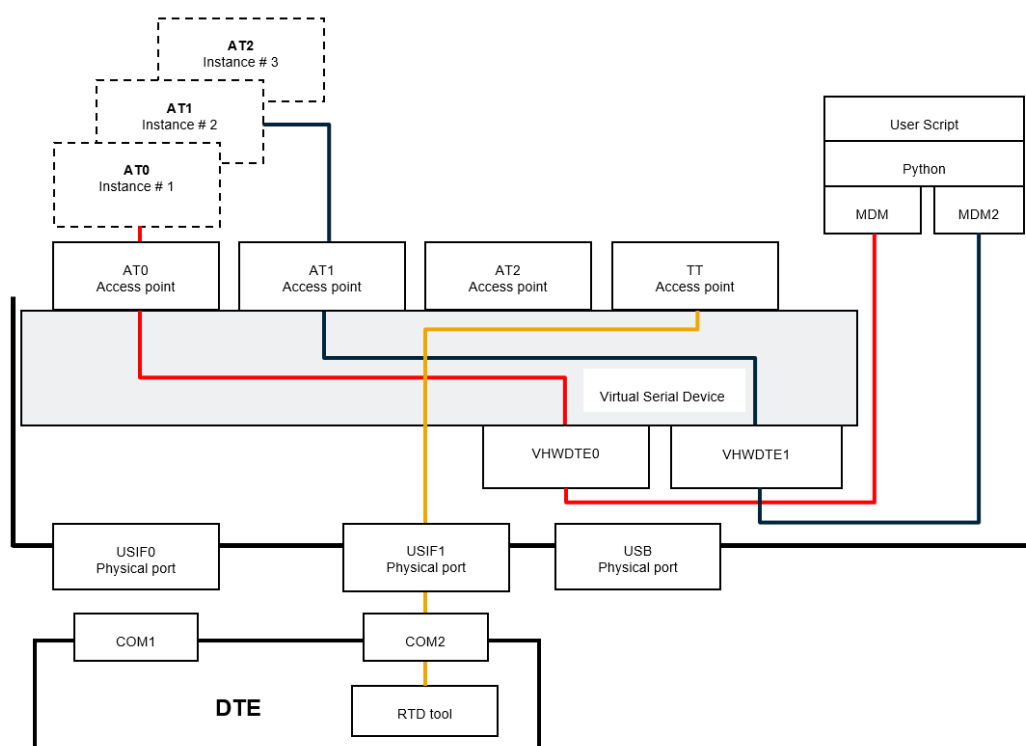 AT2
Instance # 3
AT1
Instance # 2
AT0
Instance # 1
User Script
Python
MDM
MDM2
AT0
Access point
AT1
Access point
AT2
Access point
TT
Access point
Virtual Serial Device
VHWDTE0
VHWDTE1
USIF0
Physical port
USIF1
Physical port
USB
Physical port
COM1
COM2
DTE
RTD tool